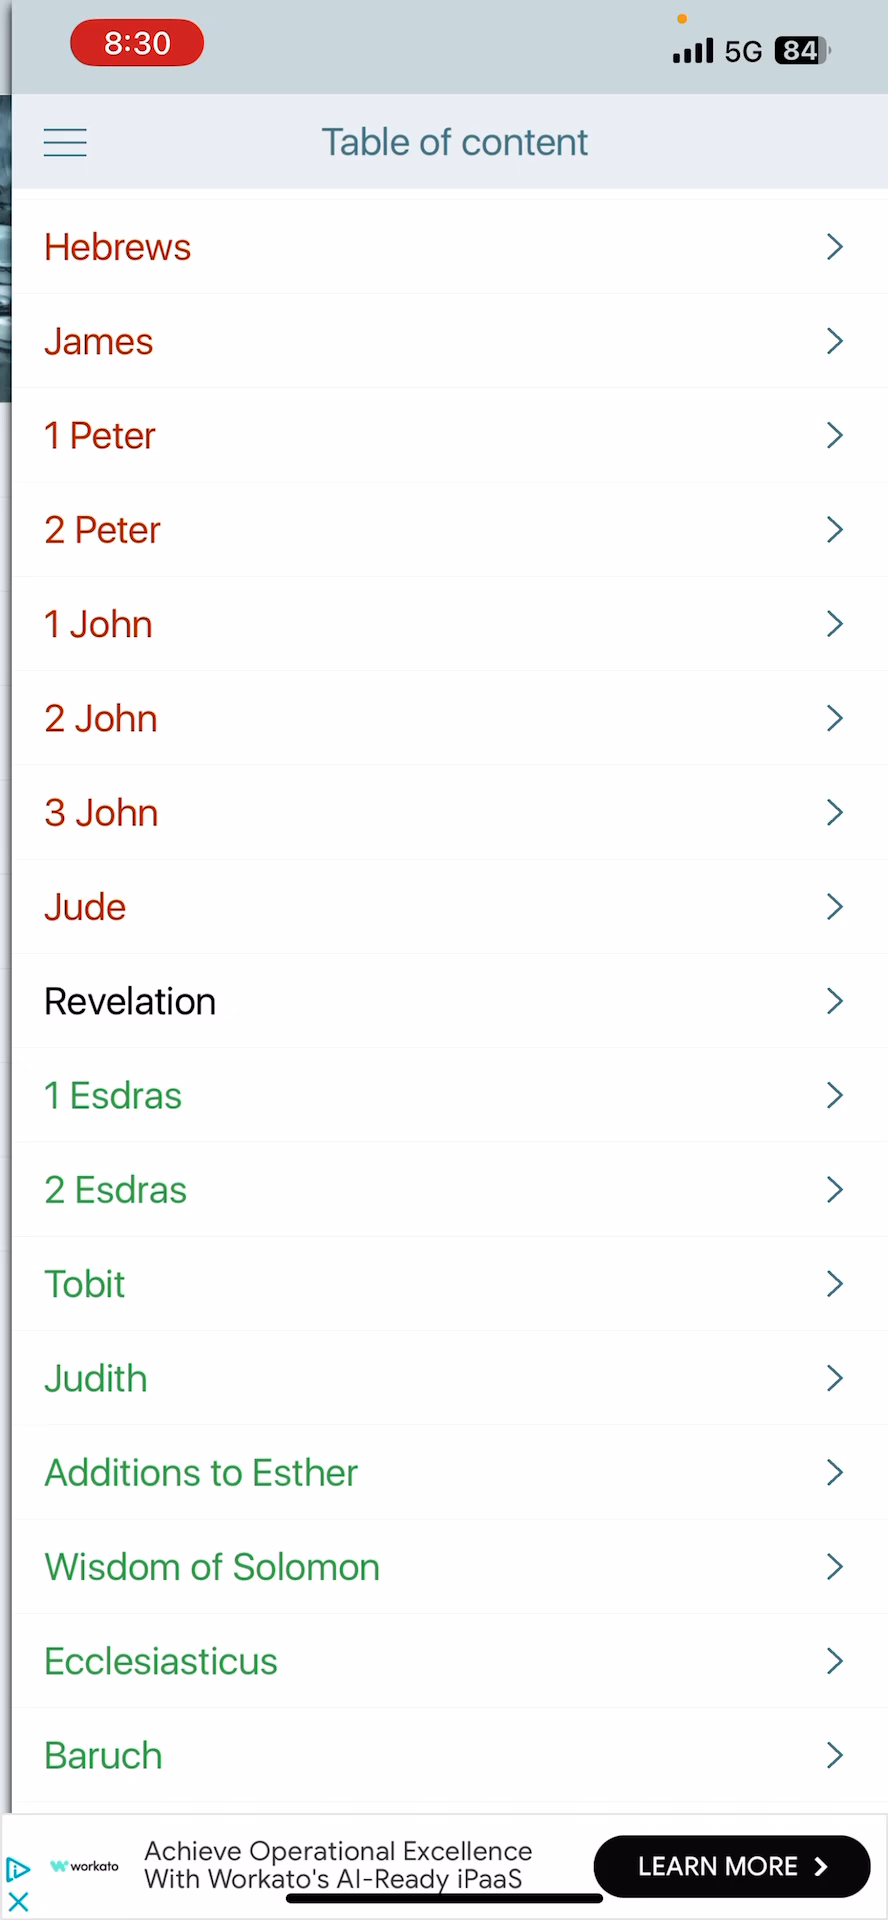 8:30
5G 84
Table of content
Hebrews
James
1 Peter
2 Peter
1 John
2 John
3 John
Jude
Revelation
1 Esdras
2 Esdras
Tobit
Judith
Additions to Esther
Wisdom of Solomon
Ecclesiasticus
Baruch
workato
Achieve Operational Excellence
With Workato's AI-Ready iPaaS
LEARN MORE